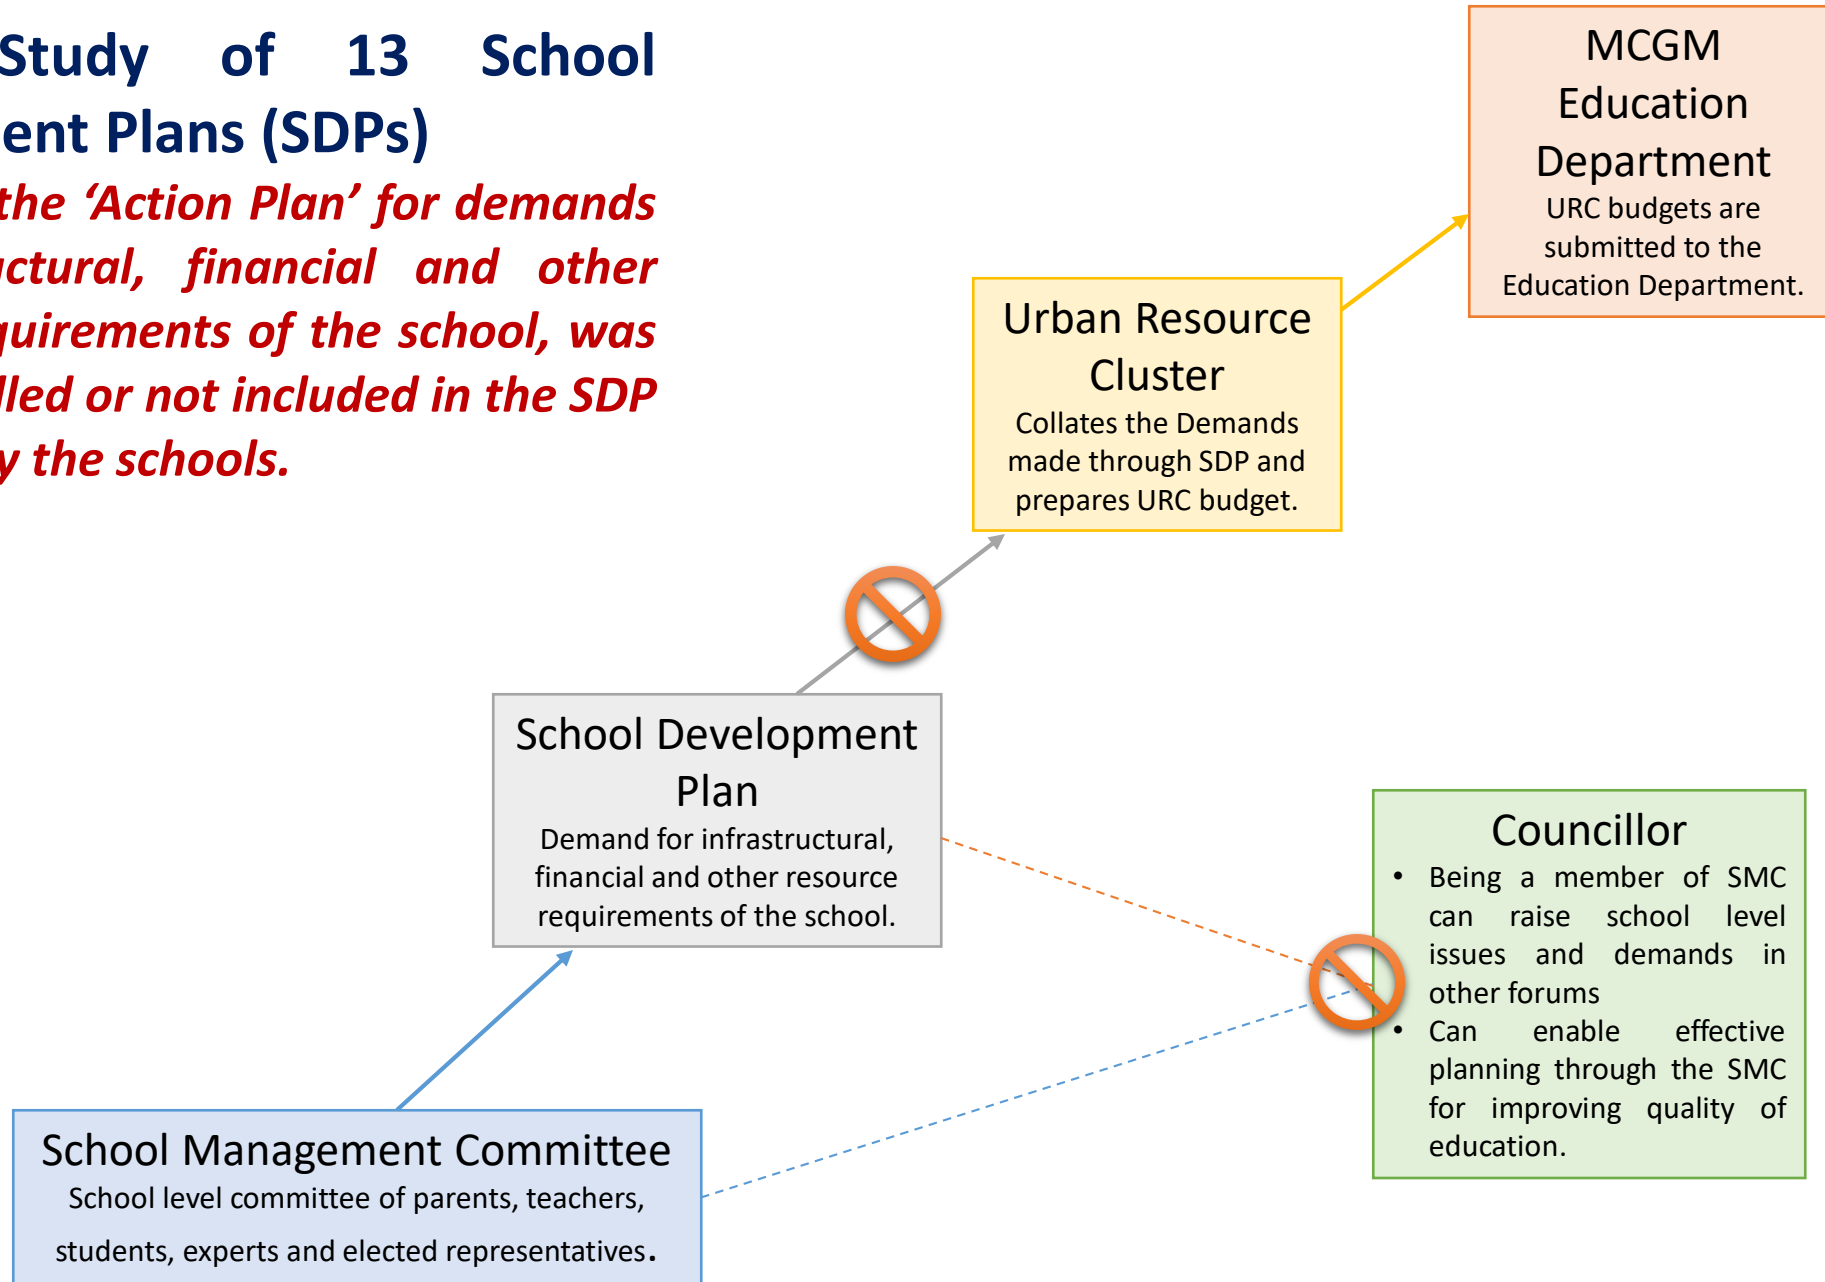 Study of 13 School
ent Plans (SDPs)
the ‘Action Plan’ for demands
uctural, financial and other
quirements of the school, was
lled or not included in the SDP
y the schools.
MCGM
Education
Department
URC budgets are
submitted to the
Education Department.
Urban Resource
Cluster
Collates the Demands
made through SDP and
prepares URC budget.
School Development
Plan
Demand for infrastructural,
financial and other resource
requirements of the school.
Councillor
• Being a member of SMC
can raise school level
issues and demands in
other forums
• Can enable effective
planning through the SMC
for improving quality of
education.
School Management Committee
School level committee of parents, teachers,
students, experts and elected representatives.